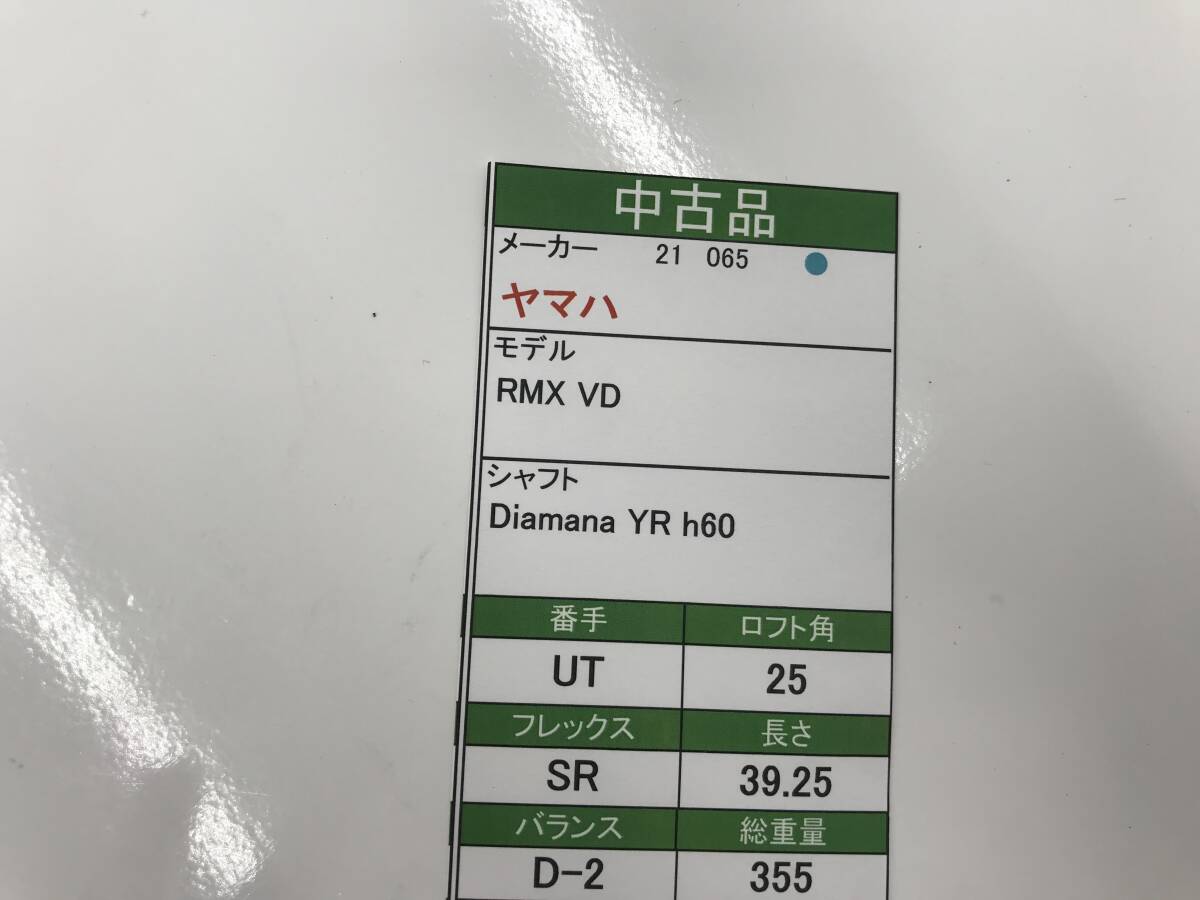 中古品
メーカー 21 065
ヤマハ
モデル
RMX VD
シャフト
Diamana YR h60
番手 ロフト角
UT 25
フレックス 長さ
SR 39.25
バランス 総重量
D-2 355